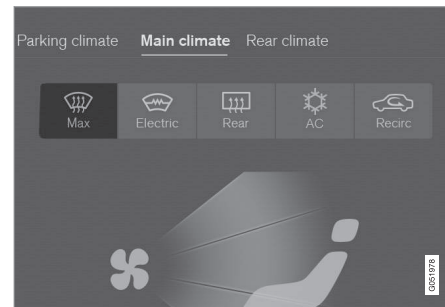 Parking climate Main climate Rear climate
Max Electric Rear AC Recirc
G051978